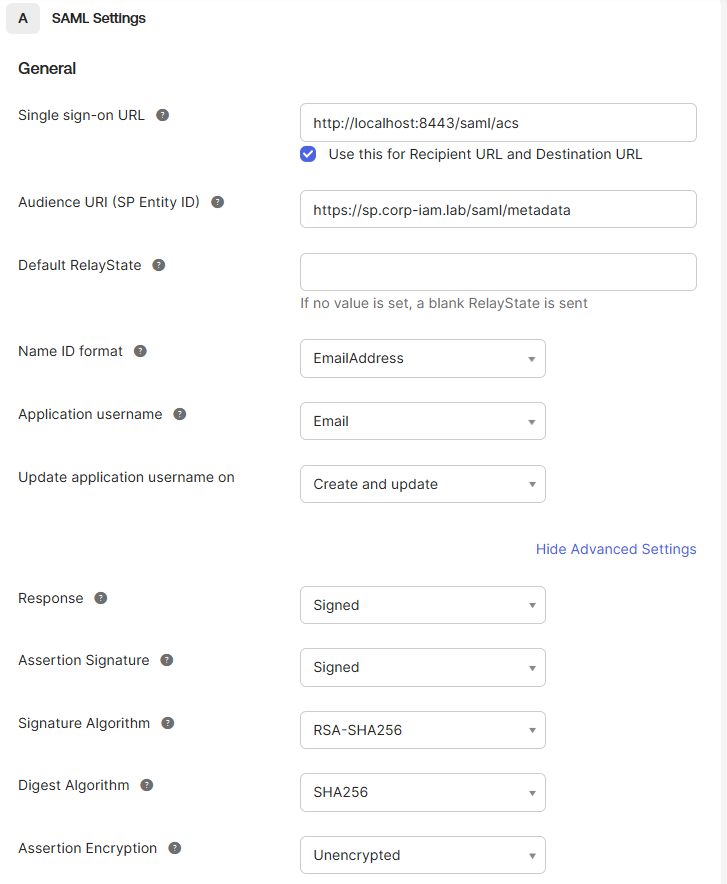 A SAML Settings
General
Single sign-on URL ?
http://localhost:8443/saml/acs
Use this for Recipient URL and Destination URL
Audience URI (SP Entity ID) ?
https://sp.corp-iam.lab/saml/metadata
Default RelayState ?
If no value is set, a blank RelayState is sent
Name ID format ?
EmailAddress
Application username ?
Email
Update application username on
Create and update
Hide Advanced Settings
Response ?
Signed
Assertion Signature ?
Signed
Signature Algorithm ?
RSA-SHA256
Digest Algorithm ?
SHA256
Assertion Encryption ?
Unencrypted